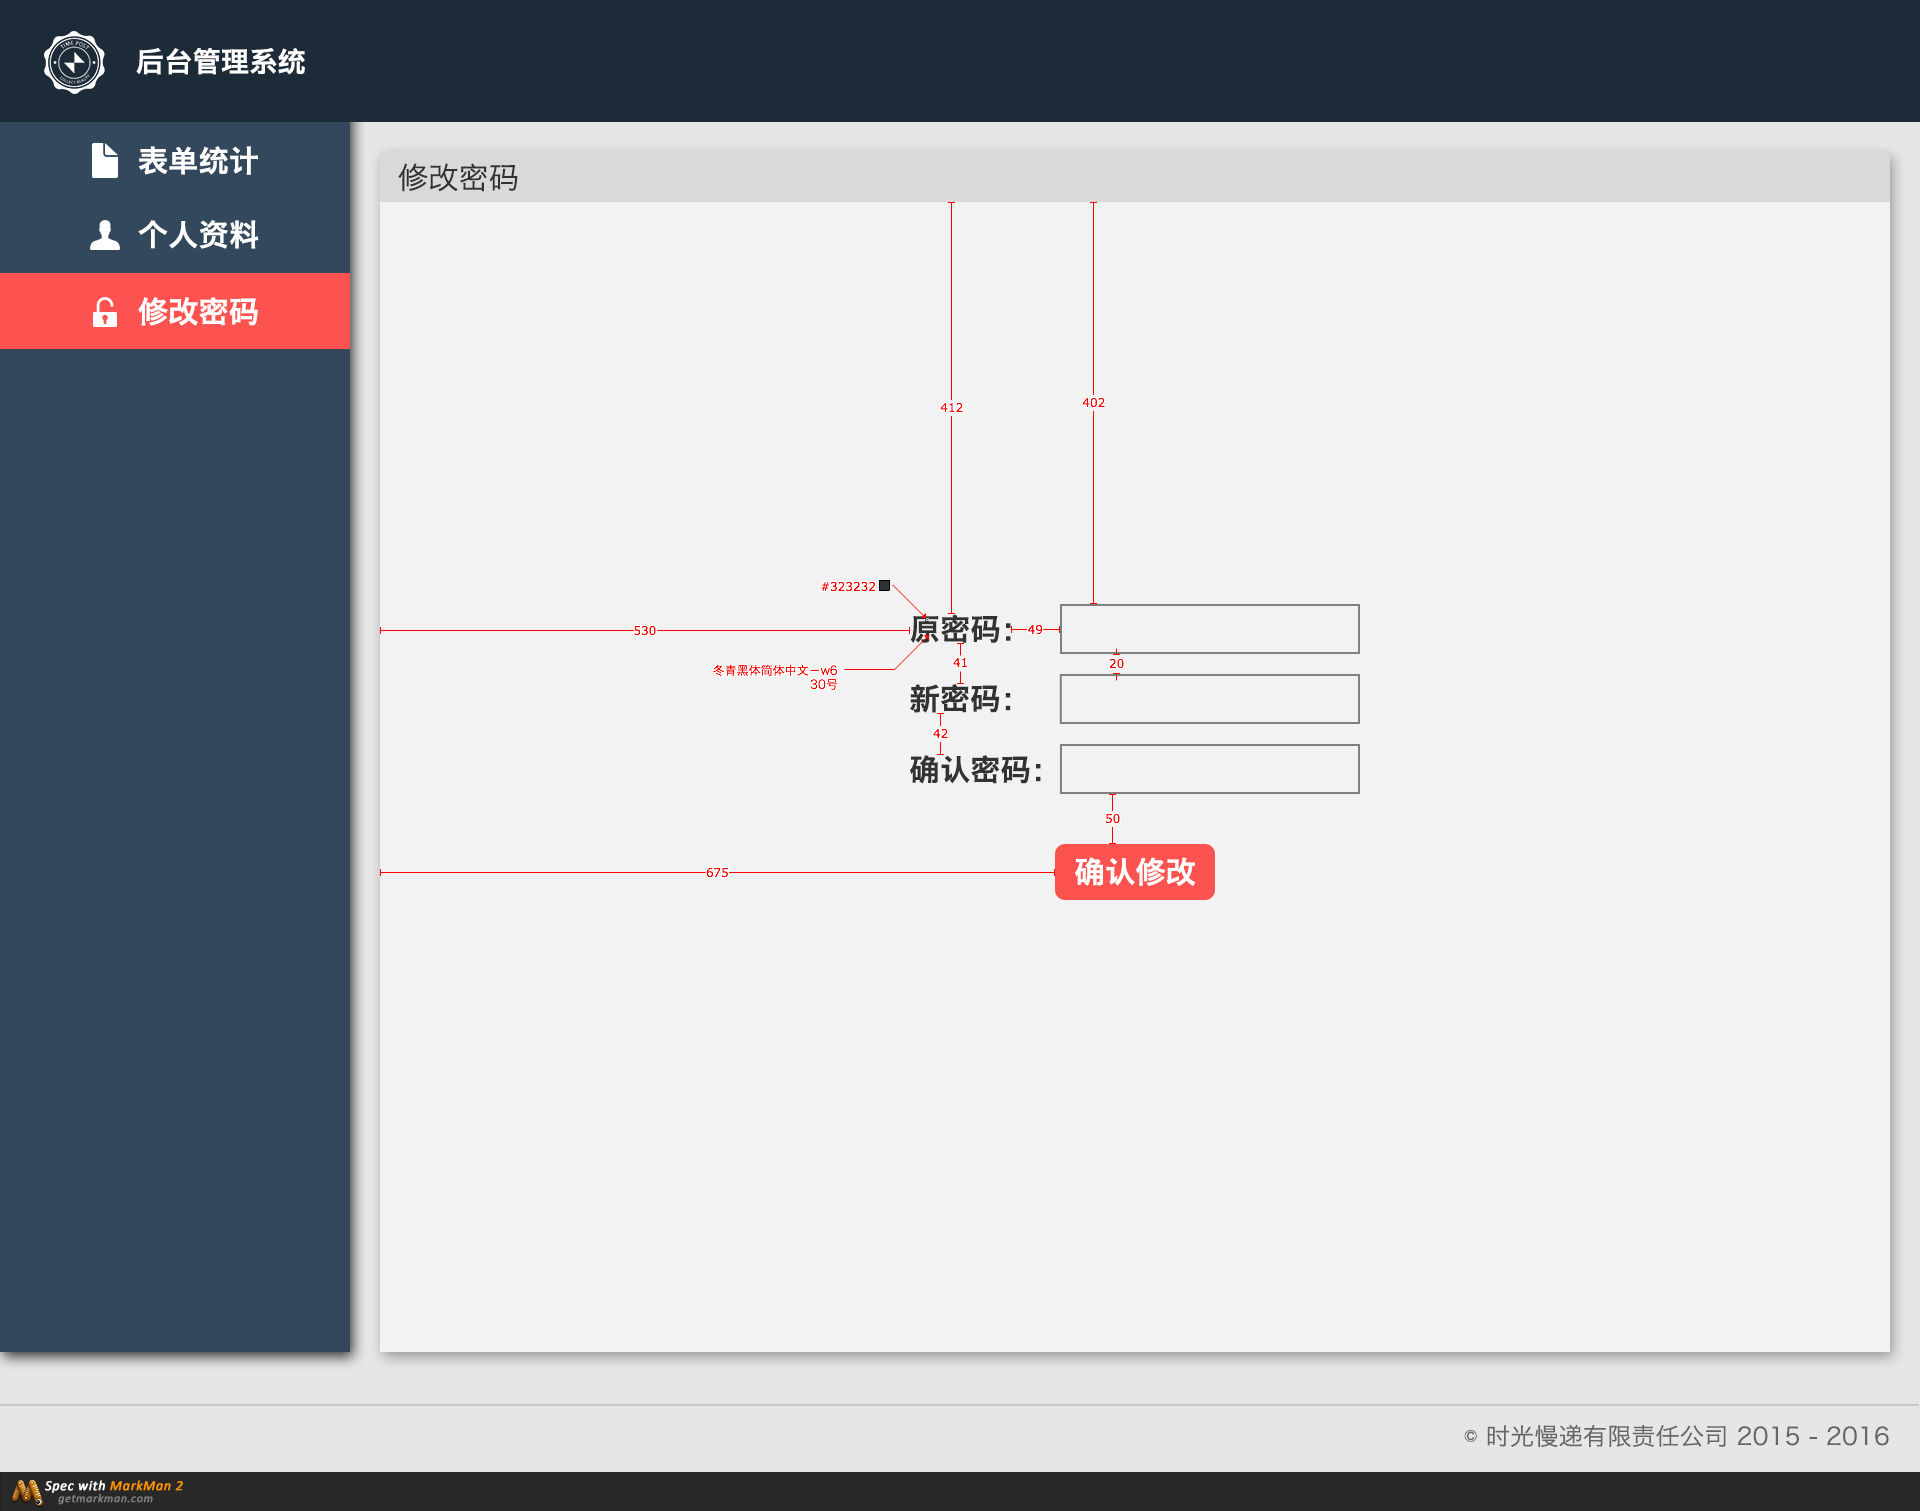 TIME POST
后台管理系统
表单统计
个人资料
修改密码
修改密码
412
402
#323232
530
原密码：
49
41
20
冬青黑体简体中文－w6
30号
新密码：
42
确认密码：
50
675
确认修改
© 时光慢递有限责任公司 2015 - 2016
Spec with MarkMan 2
getmarkman.com